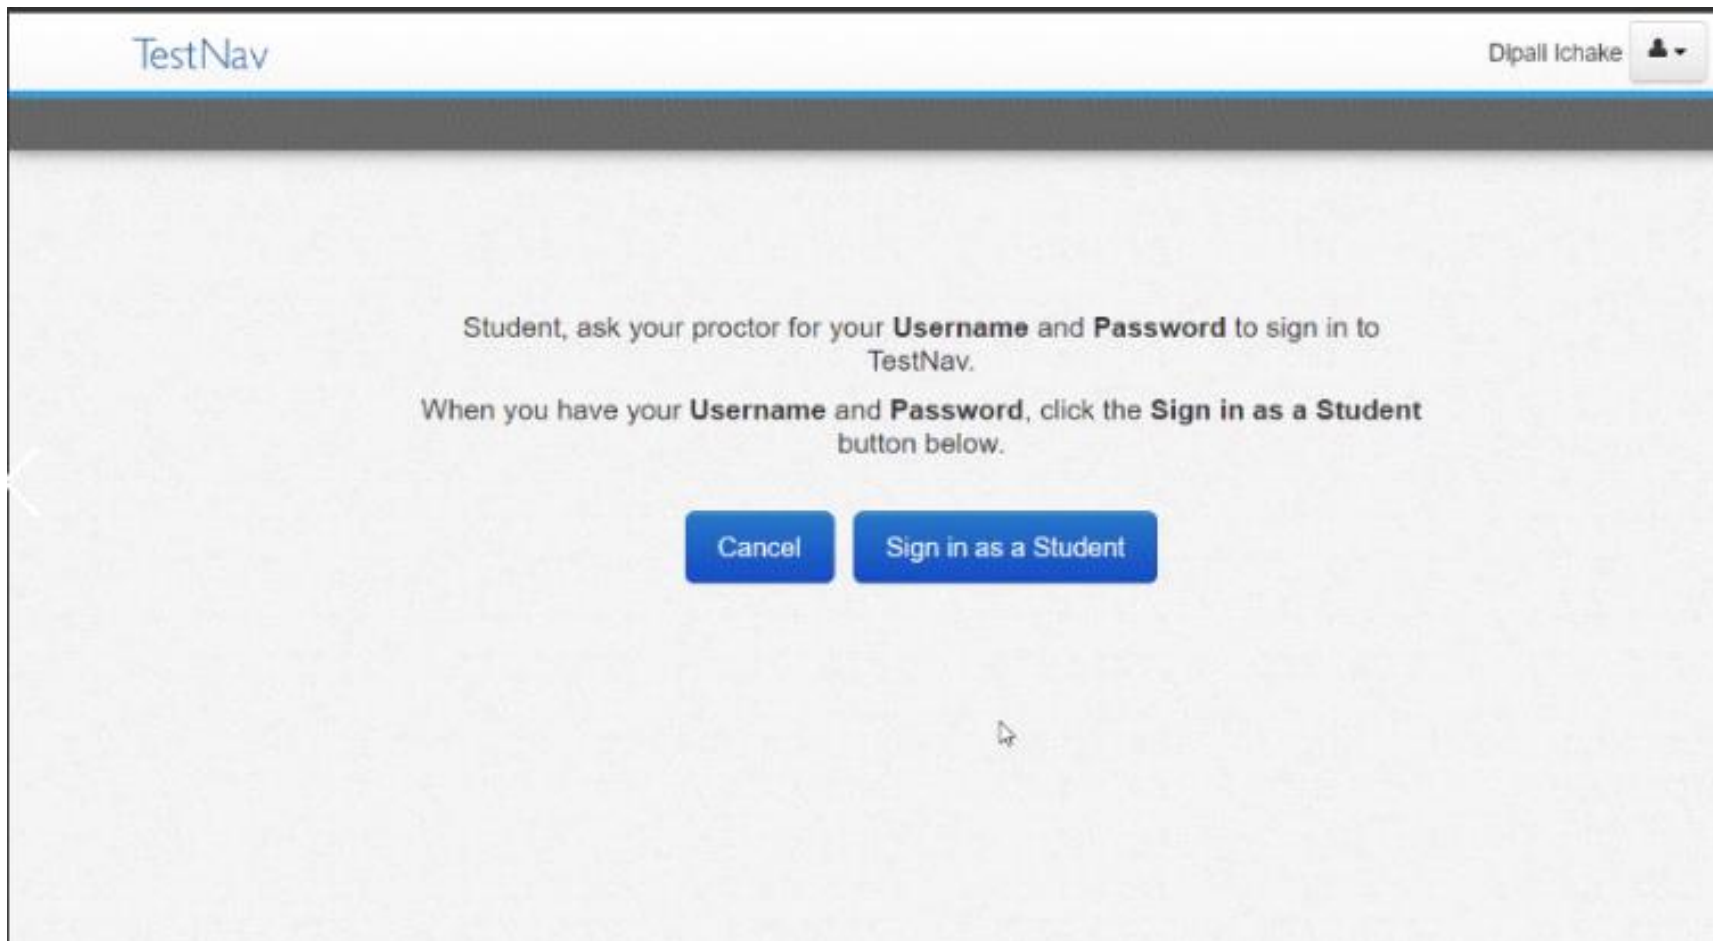 TestNav
Dipali Ichake
Student, ask your proctor for your Username and Password to sign in to
TestNav.
When you have your Username and Password, click the Sign in as a Student
button below.
Cancel
Sign in as a Student